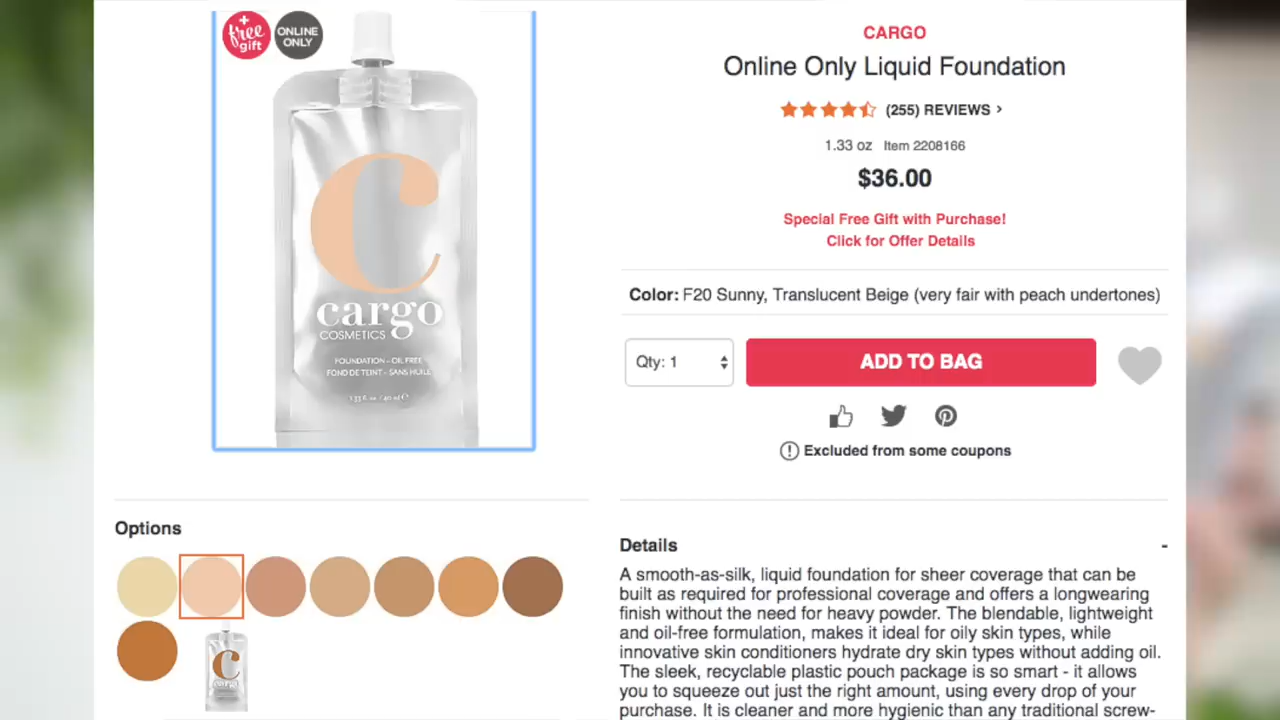 + free gift
ONLINE ONLY
C
cargo
COSMETICS
FOUNDATION - OIL FREE
FOND DE TEINT - SANS HUILE
1.33 fl. oz. / 40 ml ℮
CARGO
Online Only Liquid Foundation
(255) REVIEWS >
1.33 oz Item 2208166
$36.00
Special Free Gift with Purchase!
Click for Offer Details
Color: F20 Sunny, Translucent Beige (very fair with peach undertones)
Qty: 1
ADD TO BAG
Excluded from some coupons
Options
C
cargo
Details -
A smooth-as-silk, liquid foundation for sheer coverage that can be
built as required for professional coverage and offers a longwearing
finish without the need for heavy powder. The blendable, lightweight
and oil-free formulation, makes it ideal for oily skin types, while
innovative skin conditioners hydrate dry skin types without adding oil.
The sleek, recyclable plastic pouch package is so smart - it allows
you to squeeze out just the right amount, using every drop of your
purchase. It is cleaner and more hygienic than any traditional screw-